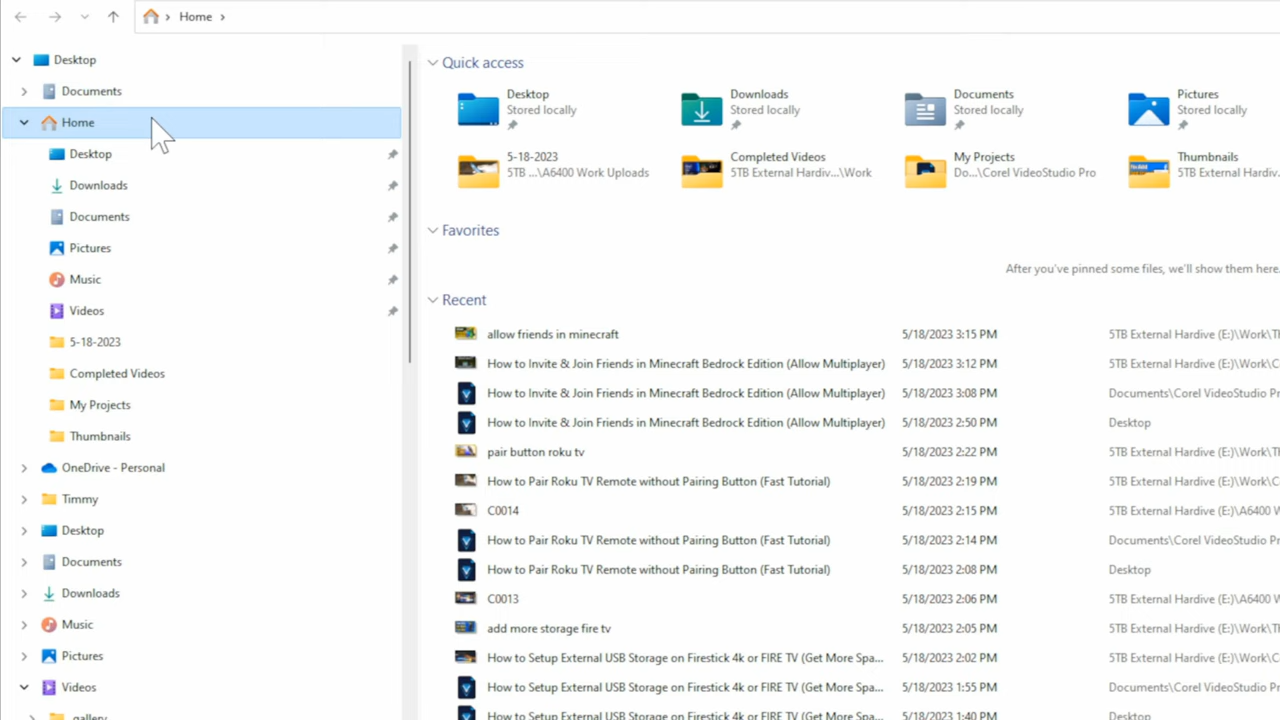 Home
Desktop
Documents
Home
Desktop
Downloads
Documents
Pictures
Music
Videos
5-18-2023
Completed Videos
My Projects
Thumbnails
OneDrive - Personal
Timmy
Desktop
Documents
Downloads
Music
Pictures
Videos
.gallery
Quick access
Desktop
Stored locally
Downloads
Stored locally
Documents
Stored locally
Pictures
Stored locally
5-18-2023
5TB ...\A6400 Work Uploads
Completed Videos
5TB External Hardiv...\Work
My Projects
Do...\Corel VideoStudio Pro
Thumbnails
5TB External Hardiv
Favorites
After you've pinned some files, we'll show them here.
Recent
allow friends in minecraft 5/18/2023 3:15 PM 5TB External Hardive (E:)\Work\T
How to Invite & Join Friends in Minecraft Bedrock Edition (Allow Multiplayer) 5/18/2023 3:12 PM 5TB External Hardive (E:)\Work\C
How to Invite & Join Friends in Minecraft Bedrock Edition (Allow Multiplayer) 5/18/2023 3:08 PM Documents\Corel VideoStudio P
How to Invite & Join Friends in Minecraft Bedrock Edition (Allow Multiplayer) 5/18/2023 2:50 PM Desktop
pair button roku tv 5/18/2023 2:22 PM 5TB External Hardive (E:)\Work\T
How to Pair Roku TV Remote without Pairing Button (Fast Tutorial) 5/18/2023 2:19 PM 5TB External Hardive (E:)\Work\C
C0014 5/18/2023 2:15 PM 5TB External Hardive (E:)\A6400 W
How to Pair Roku TV Remote without Pairing Button (Fast Tutorial) 5/18/2023 2:14 PM Documents\Corel VideoStudio P
How to Pair Roku TV Remote without Pairing Button (Fast Tutorial) 5/18/2023 2:08 PM Desktop
C0013 5/18/2023 2:06 PM 5TB External Hardive (E:)\A6400 W
add more storage fire tv 5/18/2023 2:05 PM 5TB External Hardive (E:)\Work\T
How to Setup External USB Storage on Firestick 4k or FIRE TV (Get More Spa... 5/18/2023 2:02 PM 5TB External Hardive (E:)\Work\C
How to Setup External USB Storage on Firestick 4k or FIRE TV (Get More Spa... 5/18/2023 1:55 PM Documents\Corel VideoStudio P
How to Setup External USB Storage on Firestick 4k or FIRE TV (Get More Spa... 5/18/2023 1:40 PM Desktop